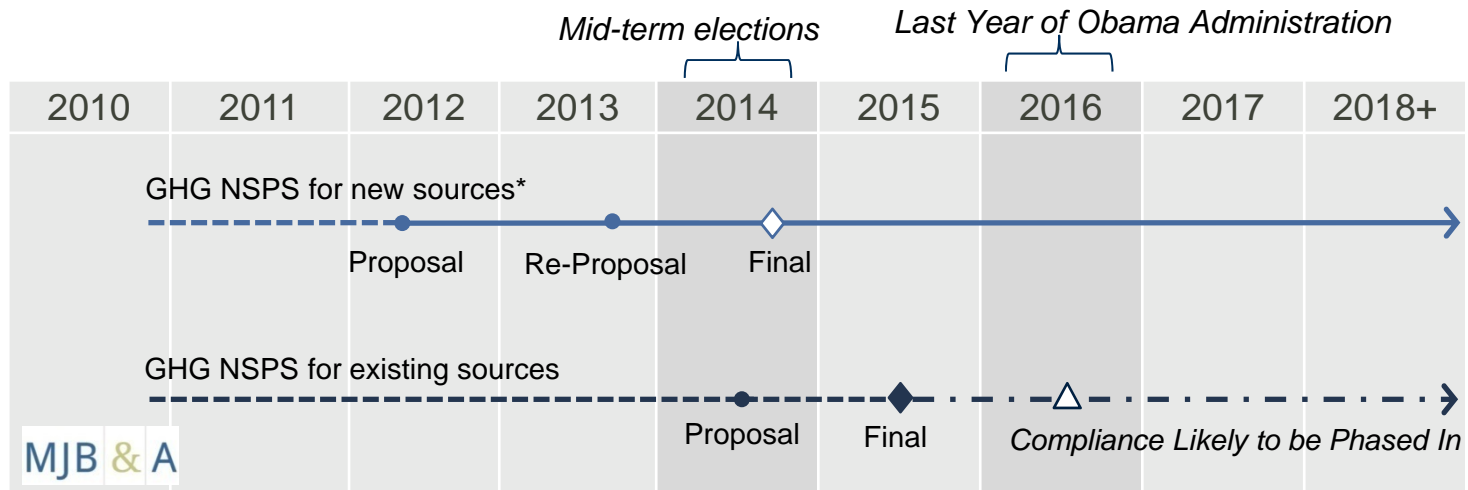 Mid-term elections
Last Year of Obama Administration
2010 2011 2012 2013 2014 2015 2016 2017 2018+
GHG NSPS for new sources*
Proposal Re-Proposal Final
GHG NSPS for existing sources
Proposal Final Compliance Likely to be Phased In
MJB & A